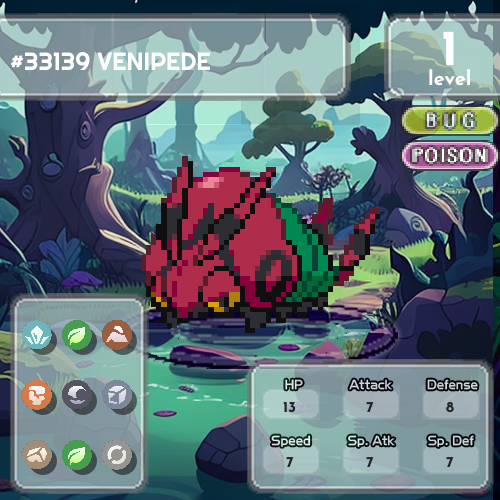 #33139 VENIPEDE
1
level
BUG
POISON
HP Attack Defense
13 7 8
Speed Sp. Atk Sp. Def
7 7 7